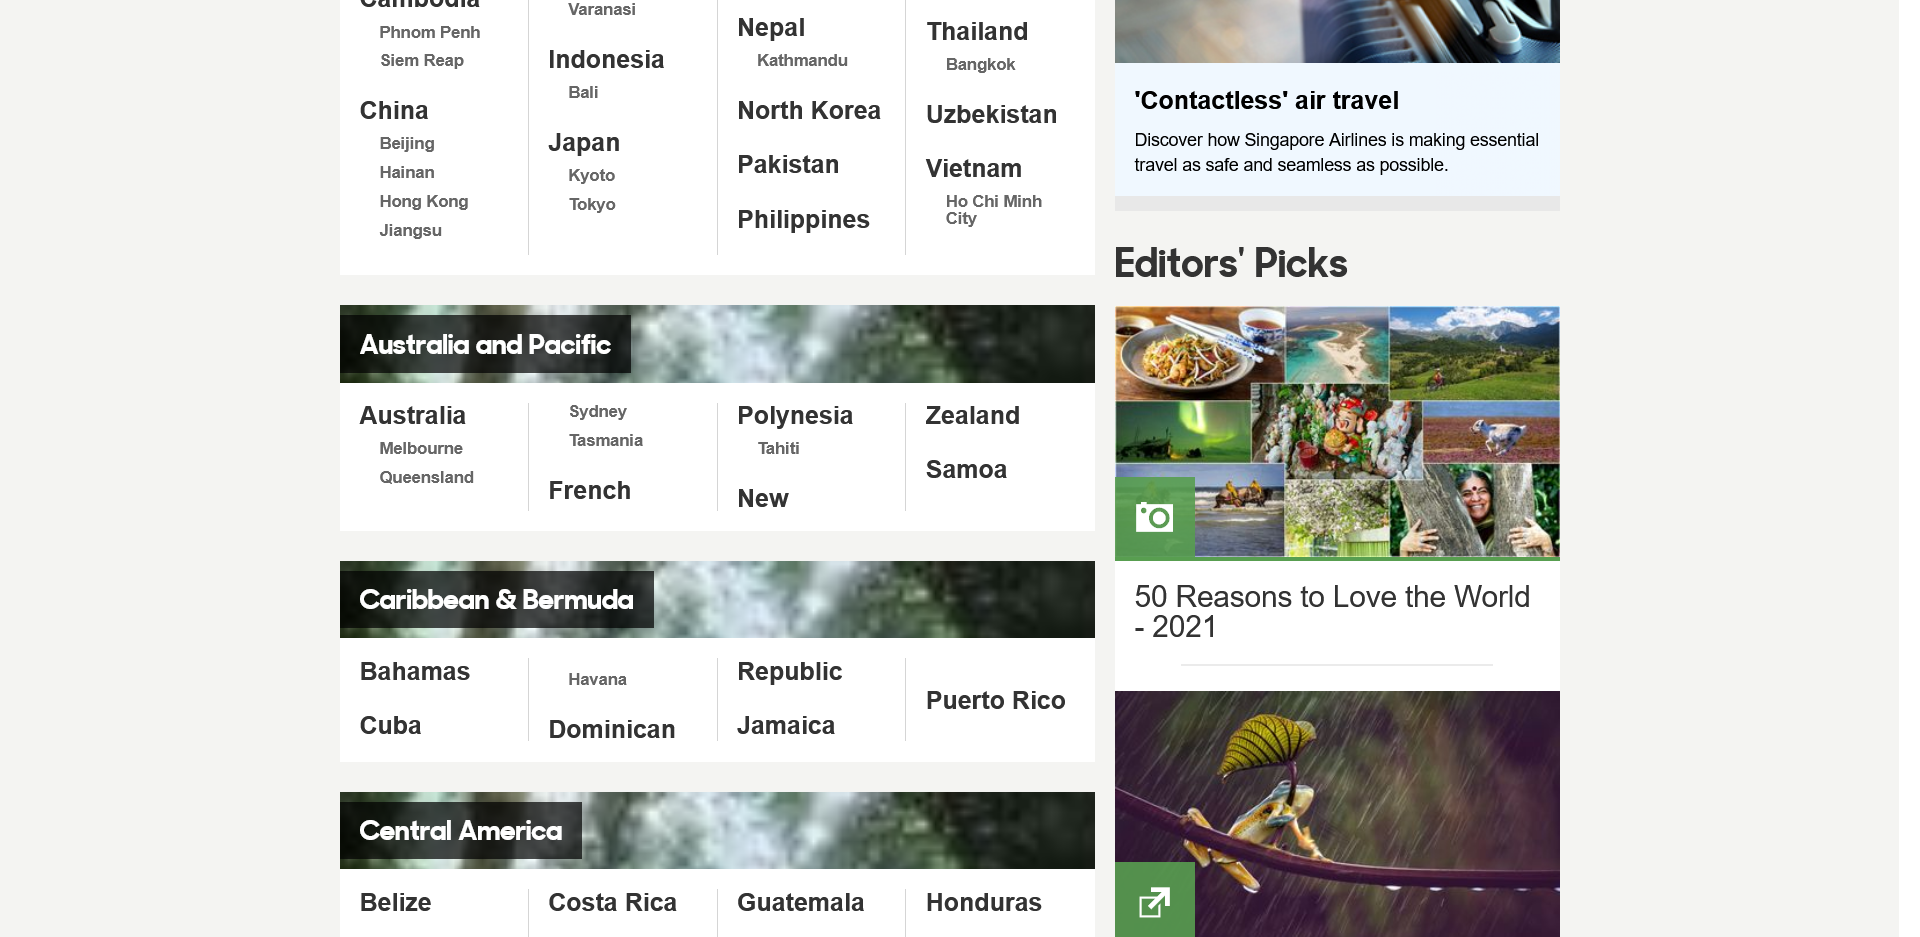 Cambodia
Phnom Penh
Siem Reap
China
Beijing
Hainan
Hong Kong
Jiangsu
Varanasi
Indonesia
Bali
Japan
Kyoto
Tokyo
Nepal
Kathmandu
North Korea
Pakistan
Philippines
Thailand
Bangkok
Uzbekistan
Vietnam
Ho Chi Minh
City
Australia and Pacific
Australia
Melbourne
Queensland
Sydney
Tasmania
French
Polynesia
Tahiti
New
Zealand
Samoa
Caribbean & Bermuda
Bahamas
Cuba
Havana
Dominican
Republic
Jamaica
Puerto Rico
Central America
Belize
Costa Rica
Guatemala
Honduras
'Contactless' air travel
Discover how Singapore Airlines is making essential
travel as safe and seamless as possible.
Editors' Picks
50 Reasons to Love the World
- 2021